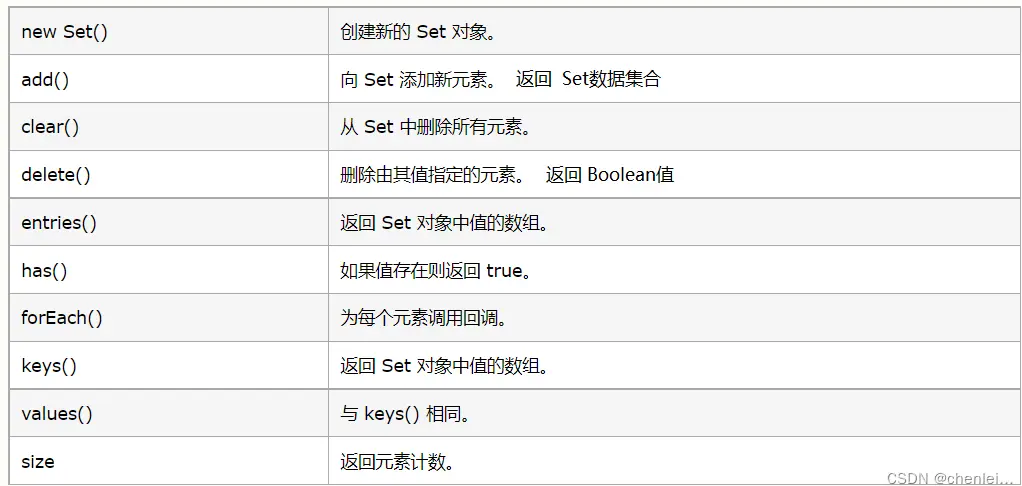 new Set() 创建新的 Set 对象。
add() 向 Set 添加新元素。 返回 Set数据集合
clear() 从 Set 中删除所有元素。
delete() 删除由其值指定的元素。 返回 Boolean值
entries() 返回 Set 对象中值的数组。
has() 如果值存在则返回 true。
forEach() 为每个元素调用回调。
keys() 返回 Set 对象中值的数组。
values() 与 keys() 相同。
size 返回元素计数。
CSDN @chenlei...